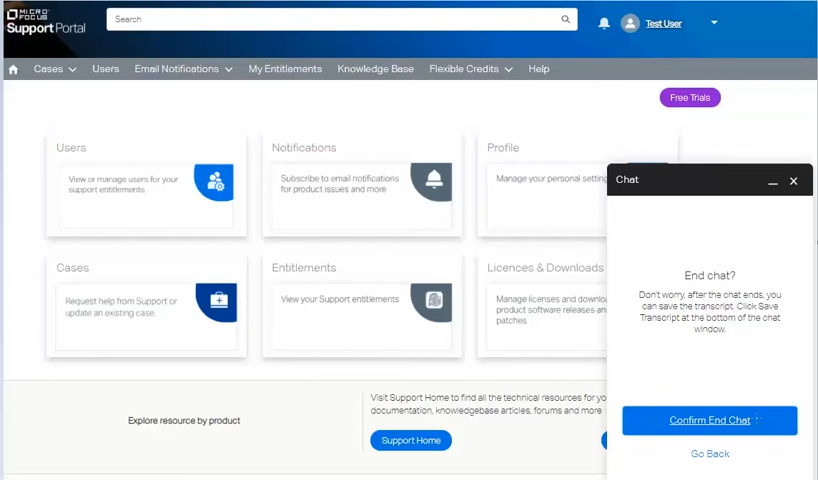 MICRO
FOCUS
Support Portal
Search
Test User
Cases
Users
Email Notifications
My Entitlements
Knowledge Base
Flexible Credits
Help
Free Trials
Users
View or manage users for your
support entitlements.
Notifications
Subscribe to email notifications
for product issues and more
Profile
Manage your personal
Cases
Request help from Support or
update an existing case.
Entitlements
View your Support entitlements
Licences & Downloads
Manage licenses and
product software releases
patches
Explore resource by product
Visit Support Home to find all the technical resources for
documentation, knowledgebase articles, forums and more
Support Home
Chat
End chat?
Don't worry, after the chat ends, you
can save the transcript. Click Save
Transcript at the bottom of the chat
window.
Confirm End Chat
Go Back